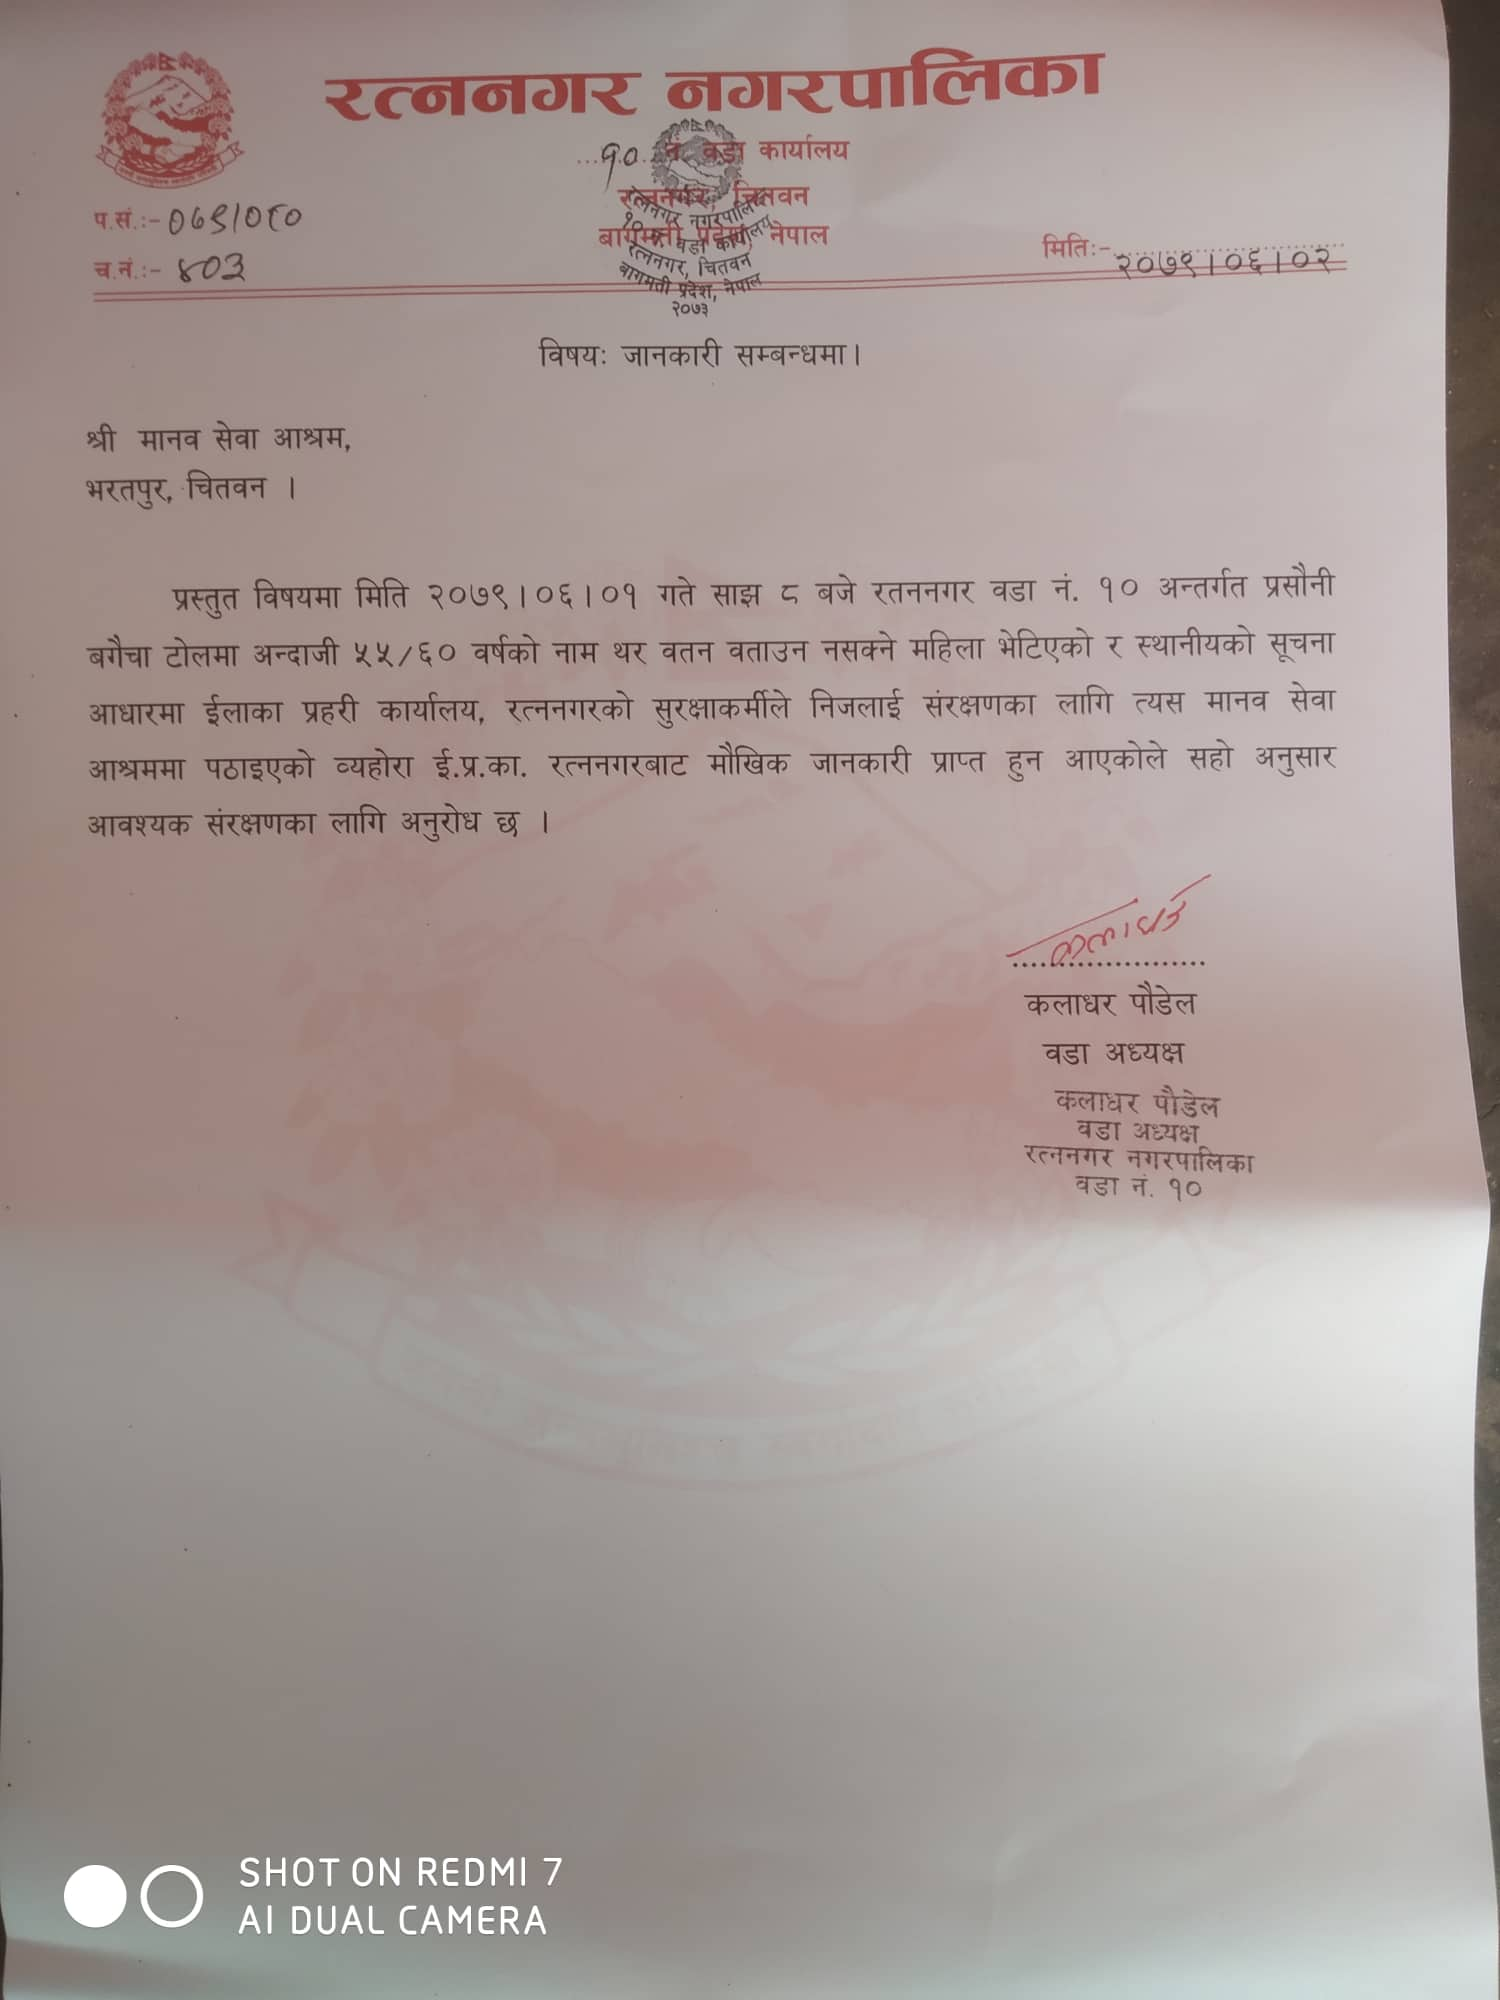 रत्ननगर नगरपालिका
१० नं. वडा कार्यालय
रत्ननगर, चितवन
बागमती प्रदेश, नेपाल
रत्ननगर नगरपालिका
१० नं. वडा कार्यालय
रत्ननगर, चितवन
बागमती प्रदेश, नेपाल
२०७३
प.सं.:- ०७९/०८०
च.नं.:- ४०३
मिति:- २०७९।०६।०२
विषयः जानकारी सम्बन्धमा।
श्री मानव सेवा आश्रम,
भरतपुर, चितवन ।
प्रस्तुत विषयमा मिति २०७९।०६।०१ गते साझ ८ बजे रतननगर वडा नं. १० अन्तर्गत प्रसौनी
बगैचा टोलमा अन्दाजी ५५/६० वर्षको नाम थर वतन वताउन नसक्ने महिला भेटिएको र स्थानीयको सूचना
आधारमा ईलाका प्रहरी कार्यालय, रत्ननगरको सुरक्षाकर्मीले निजलाई संरक्षणका लागि त्यस मानव सेवा
आश्रममा पठाइएको व्यहोरा ई.प्र.का. रत्ननगरबाट मौखिक जानकारी प्राप्त हुन आएकोले सहो अनुसार
आवश्यक संरक्षणका लागि अनुरोध छ ।
कलाधर
कलाधर पौडेल
वडा अध्यक्ष
कलाधर पौडेल
वडा अध्यक्ष
रत्ननगर नगरपालिका
वडा नं. १०
SHOT ON REDMI 7
AI DUAL CAMERA